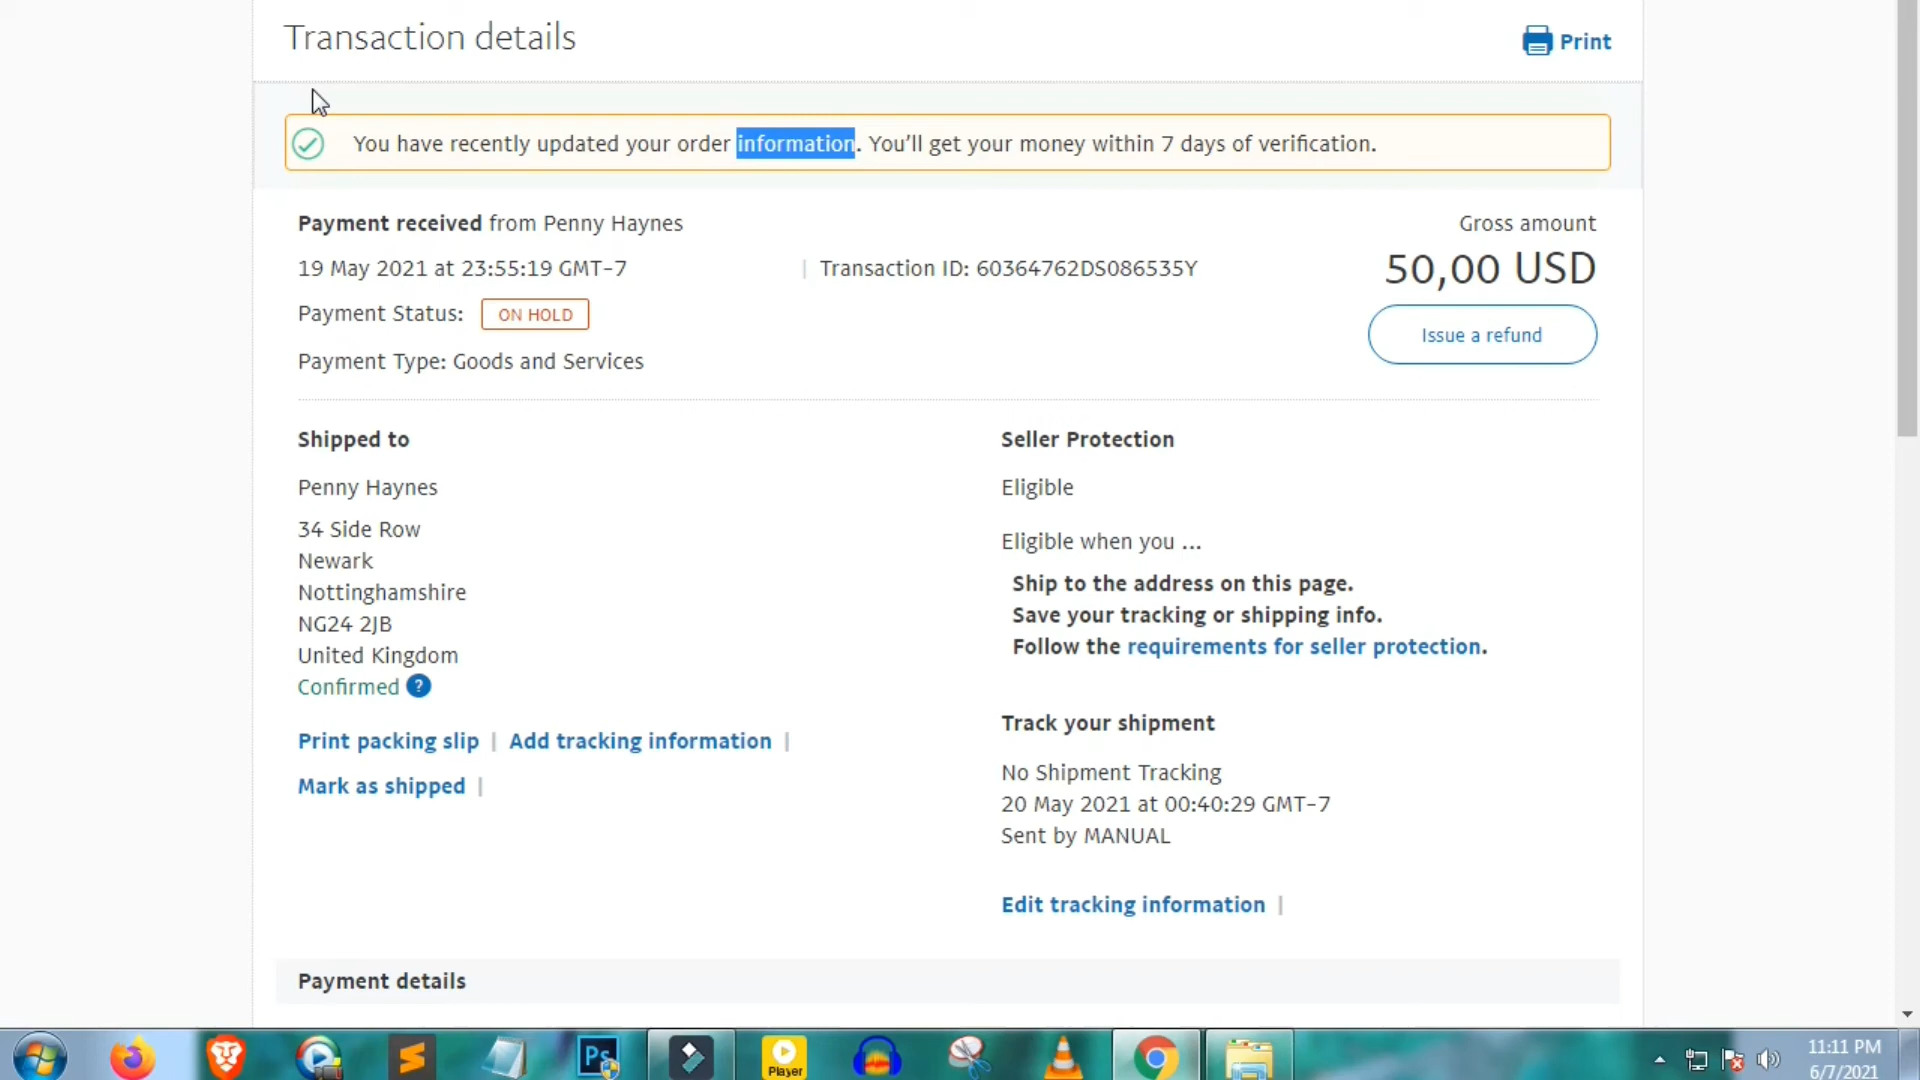 Transaction details
Print
You have recently updated your order information. You’ll get your money within 7 days of verification.
Payment received from Penny Haynes
Gross amount
19 May 2021 at 23:55:19 GMT-7 | Transaction ID: 60364762DS086535Y
50,00 USD
Payment Status: ON HOLD
Issue a refund
Payment Type: Goods and Services
Shipped to
Penny Haynes
34 Side Row
Newark
Nottinghamshire
NG24 2JB
United Kingdom
Confirmed ?
Print packing slip | Add tracking information |
Mark as shipped |
Seller Protection
Eligible
Eligible when you ...
Ship to the address on this page.
Save your tracking or shipping info.
Follow the requirements for seller protection.
Track your shipment
No Shipment Tracking
20 May 2021 at 00:40:29 GMT-7
Sent by MANUAL
Edit tracking information |
Payment details
Ps
Player
11:11 PM
6/7/2021